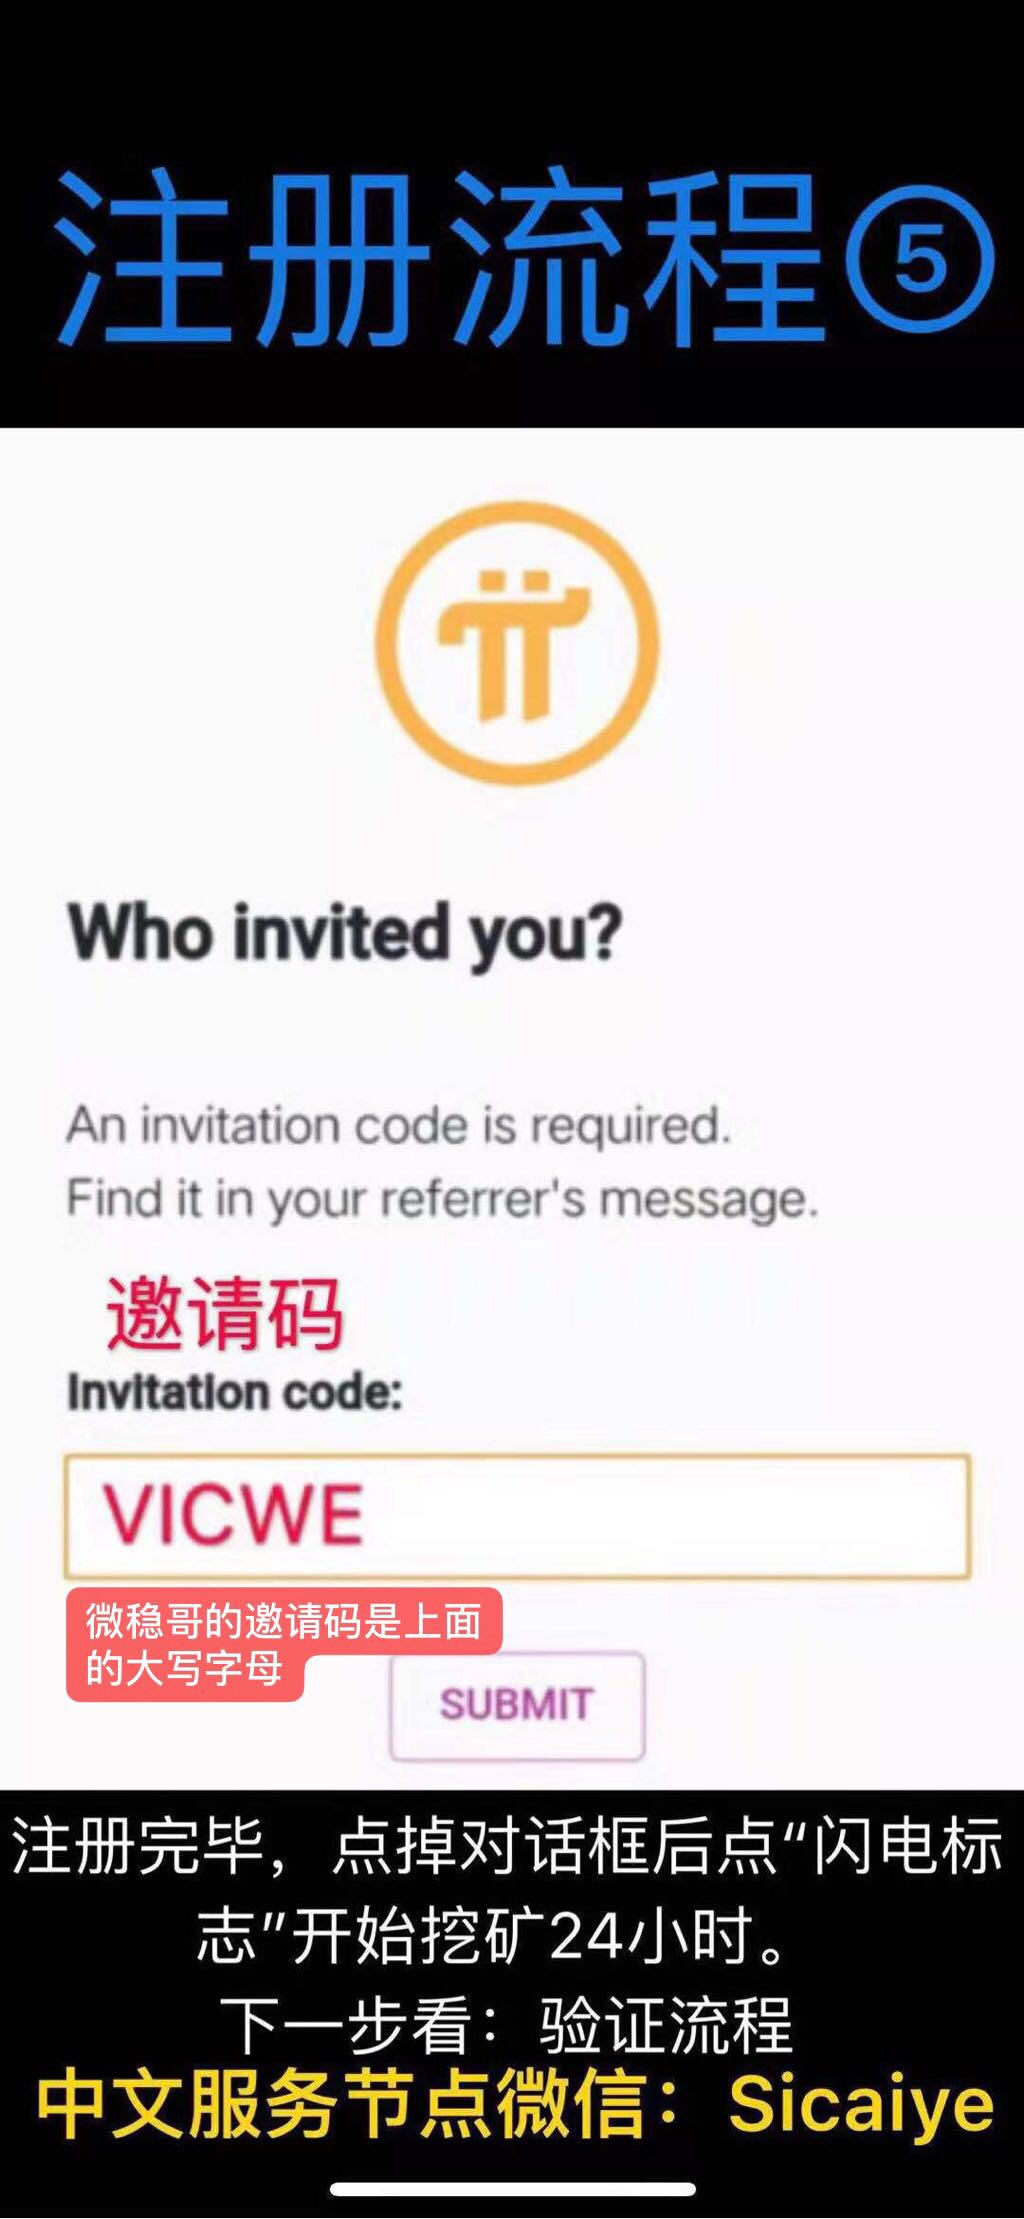 注册流程⑤
Who invited you?
An invitation code is required.
Find it in your referrer's message.
邀请码
Invitation code:
VICWE
微稳哥的邀请码是上面
的大写字母
SUBMIT
注册完毕，点掉对话框后点“闪电标
志”开始挖矿24小时。
下一步看：验证流程
中文服务节点微信：Sicaiye